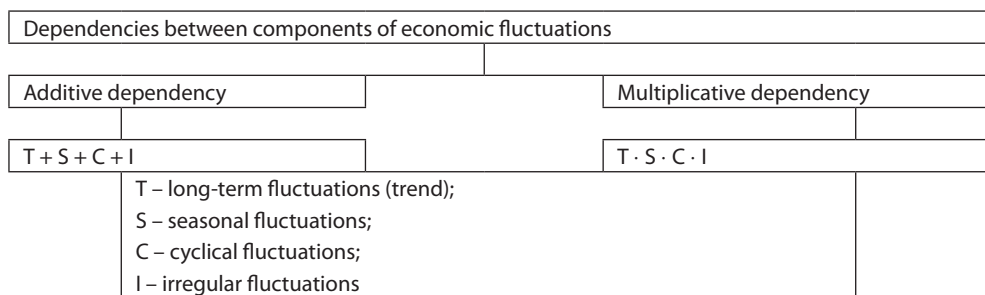 Dependencies between components of economic fluctuations
Additive dependency
Multiplicative dependency
T + S + C + I
T · S · C · I
T – long-term fluctuations (trend);
S – seasonal fluctuations;
C – cyclical fluctuations;
I – irregular fluctuations